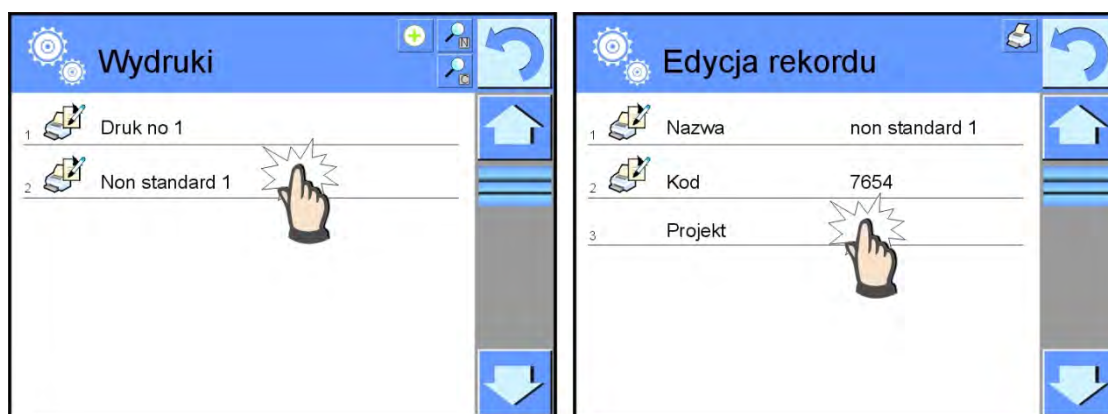 Wydruki
N
C
1 Druk no 1
2 Non standard 1
Edycja rekordu
1 Nazwa non standard 1
2 Kod 7654
3 Projekt